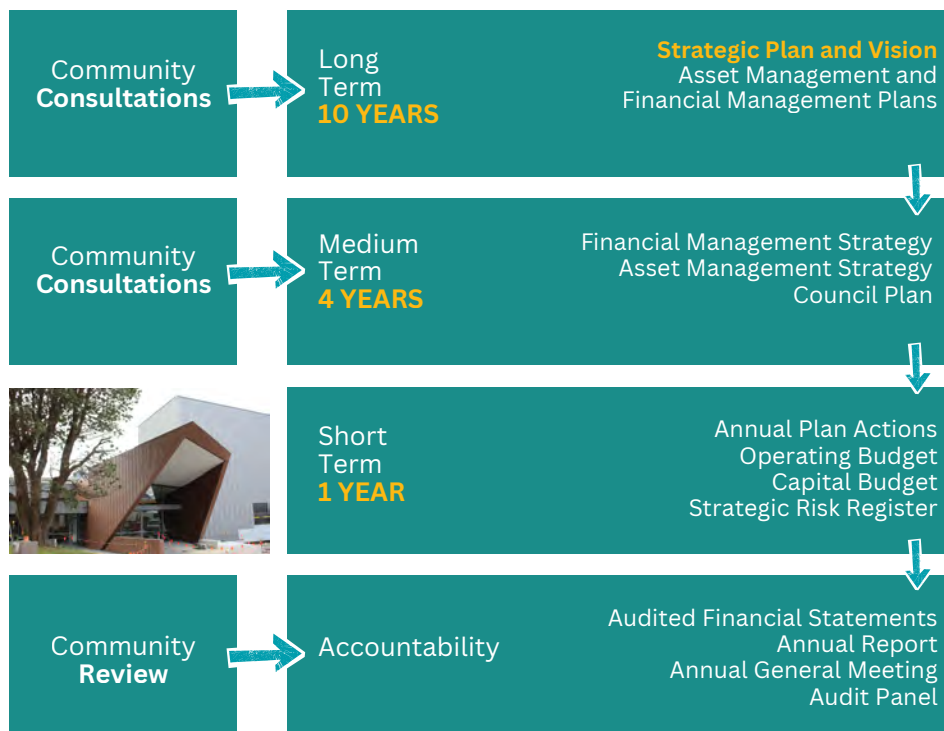 Community
Consultations
Long
Term
10 YEARS
Strategic Plan and Vision
Asset Management and
Financial Management Plans
Community
Consultations
Medium
Term
4 YEARS
Financial Management Strategy
Asset Management Strategy
Council Plan
Short
Term
1 YEAR
Annual Plan Actions
Operating Budget
Capital Budget
Strategic Risk Register
Community
Review
Accountability
Audited Financial Statements
Annual Report
Annual General Meeting
Audit Panel